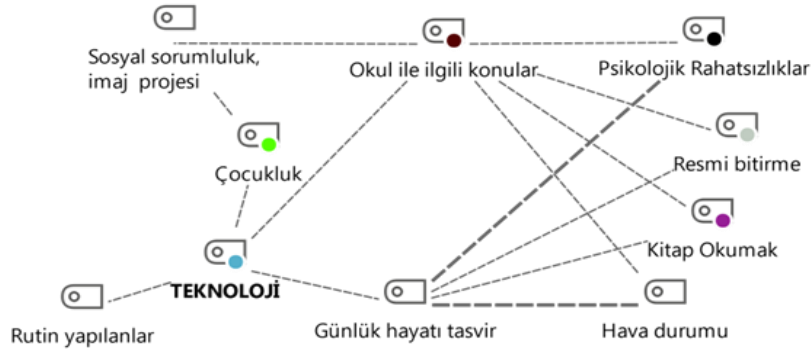 Sosyal sorumluluk,
imaj projesi
Okul ile ilgili konular
Psikolojik Rahatsızlıklar
Çocukluk
Resmi bitirme
Kitap Okumak
TEKNOLOJİ
Rutin yapılanlar
Günlük hayatı tasvir
Hava durumu